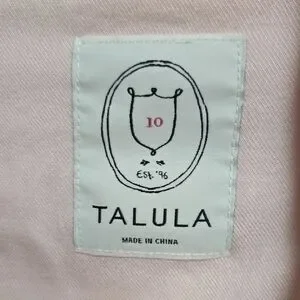 10
Est. '96
TALULA
MADE IN CHINA